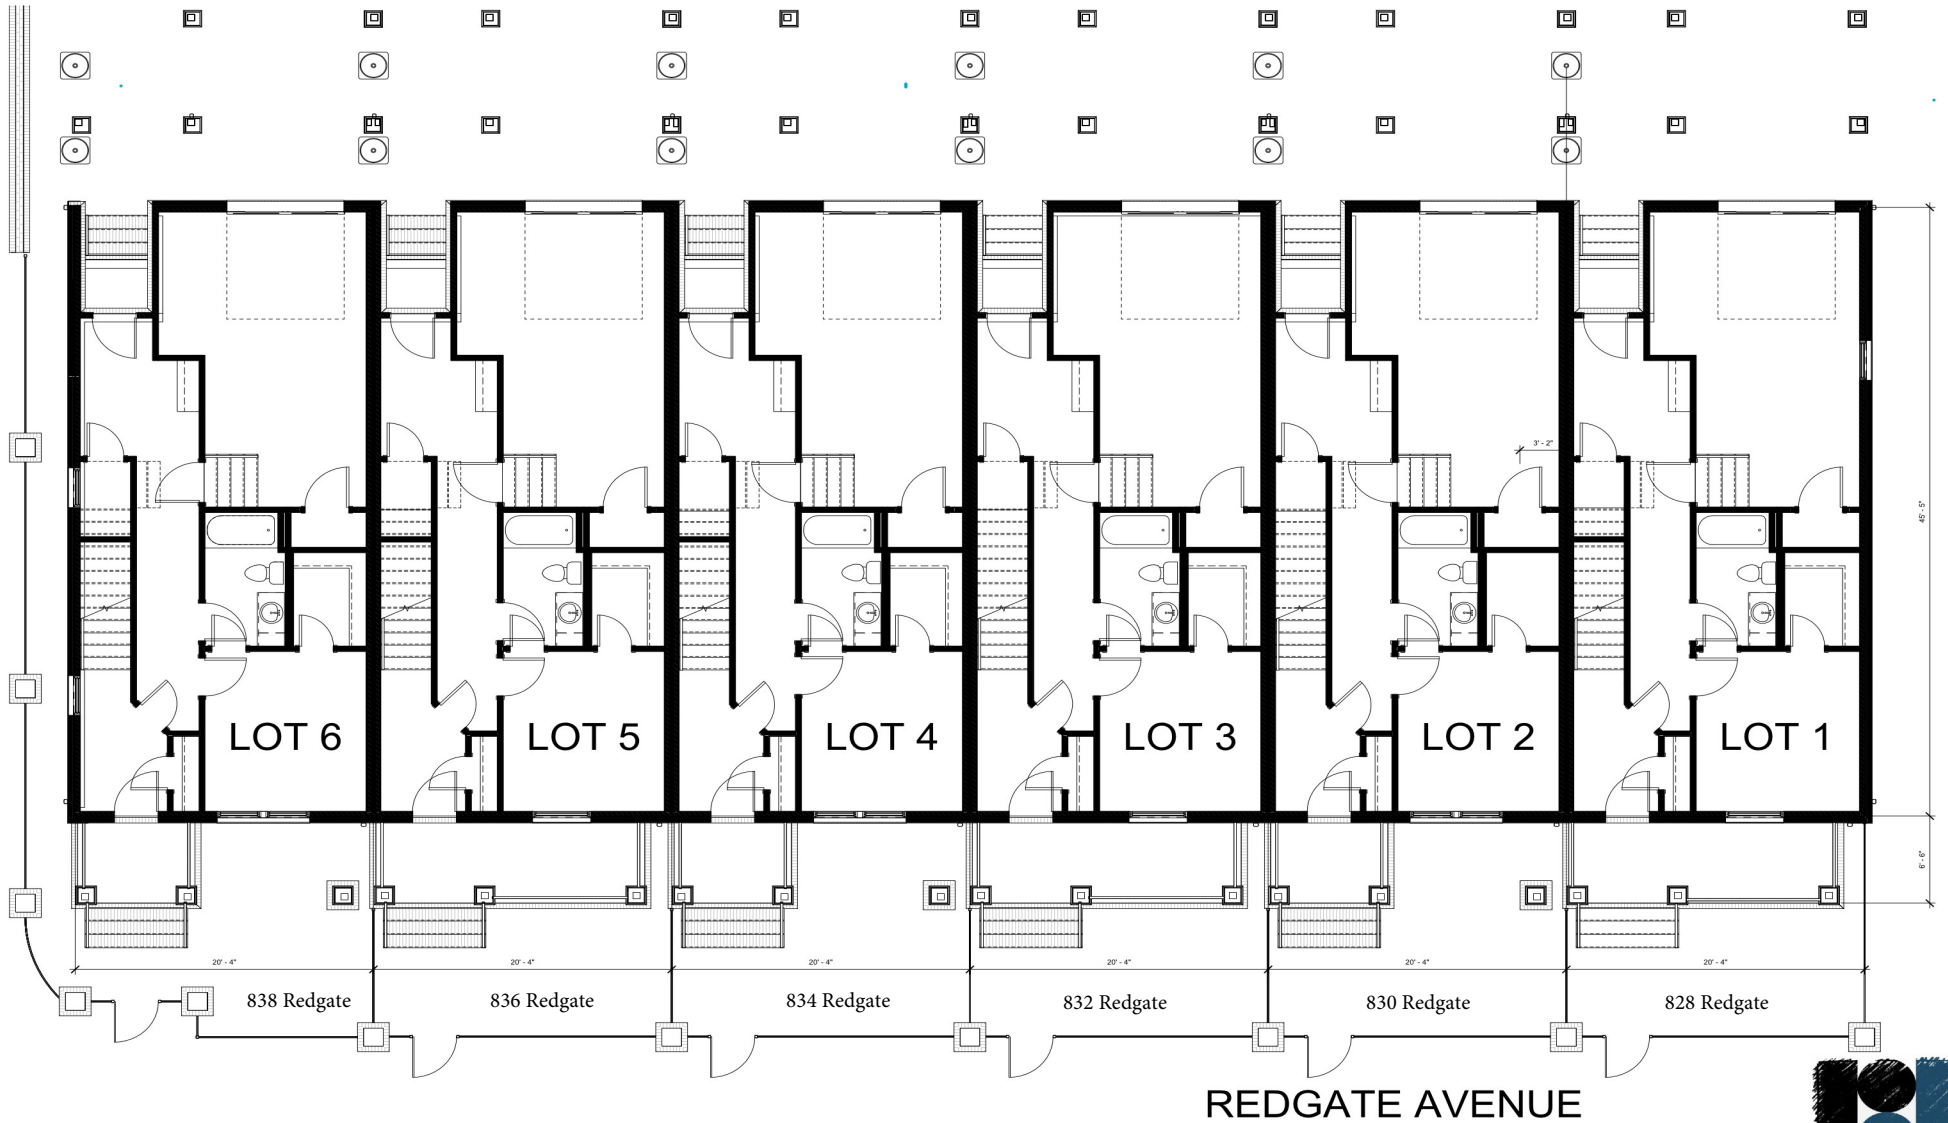 3' - 2"
45' - 5"
LOT 6
LOT 5
LOT 4
LOT 3
LOT 2
LOT 1
6' - 6"
20' - 4"
20' - 4"
20' - 4"
20' - 4"
20' - 4"
20' - 4"
838 Redgate
836 Redgate
834 Redgate
832 Redgate
830 Redgate
828 Redgate
REDGATE AVENUE